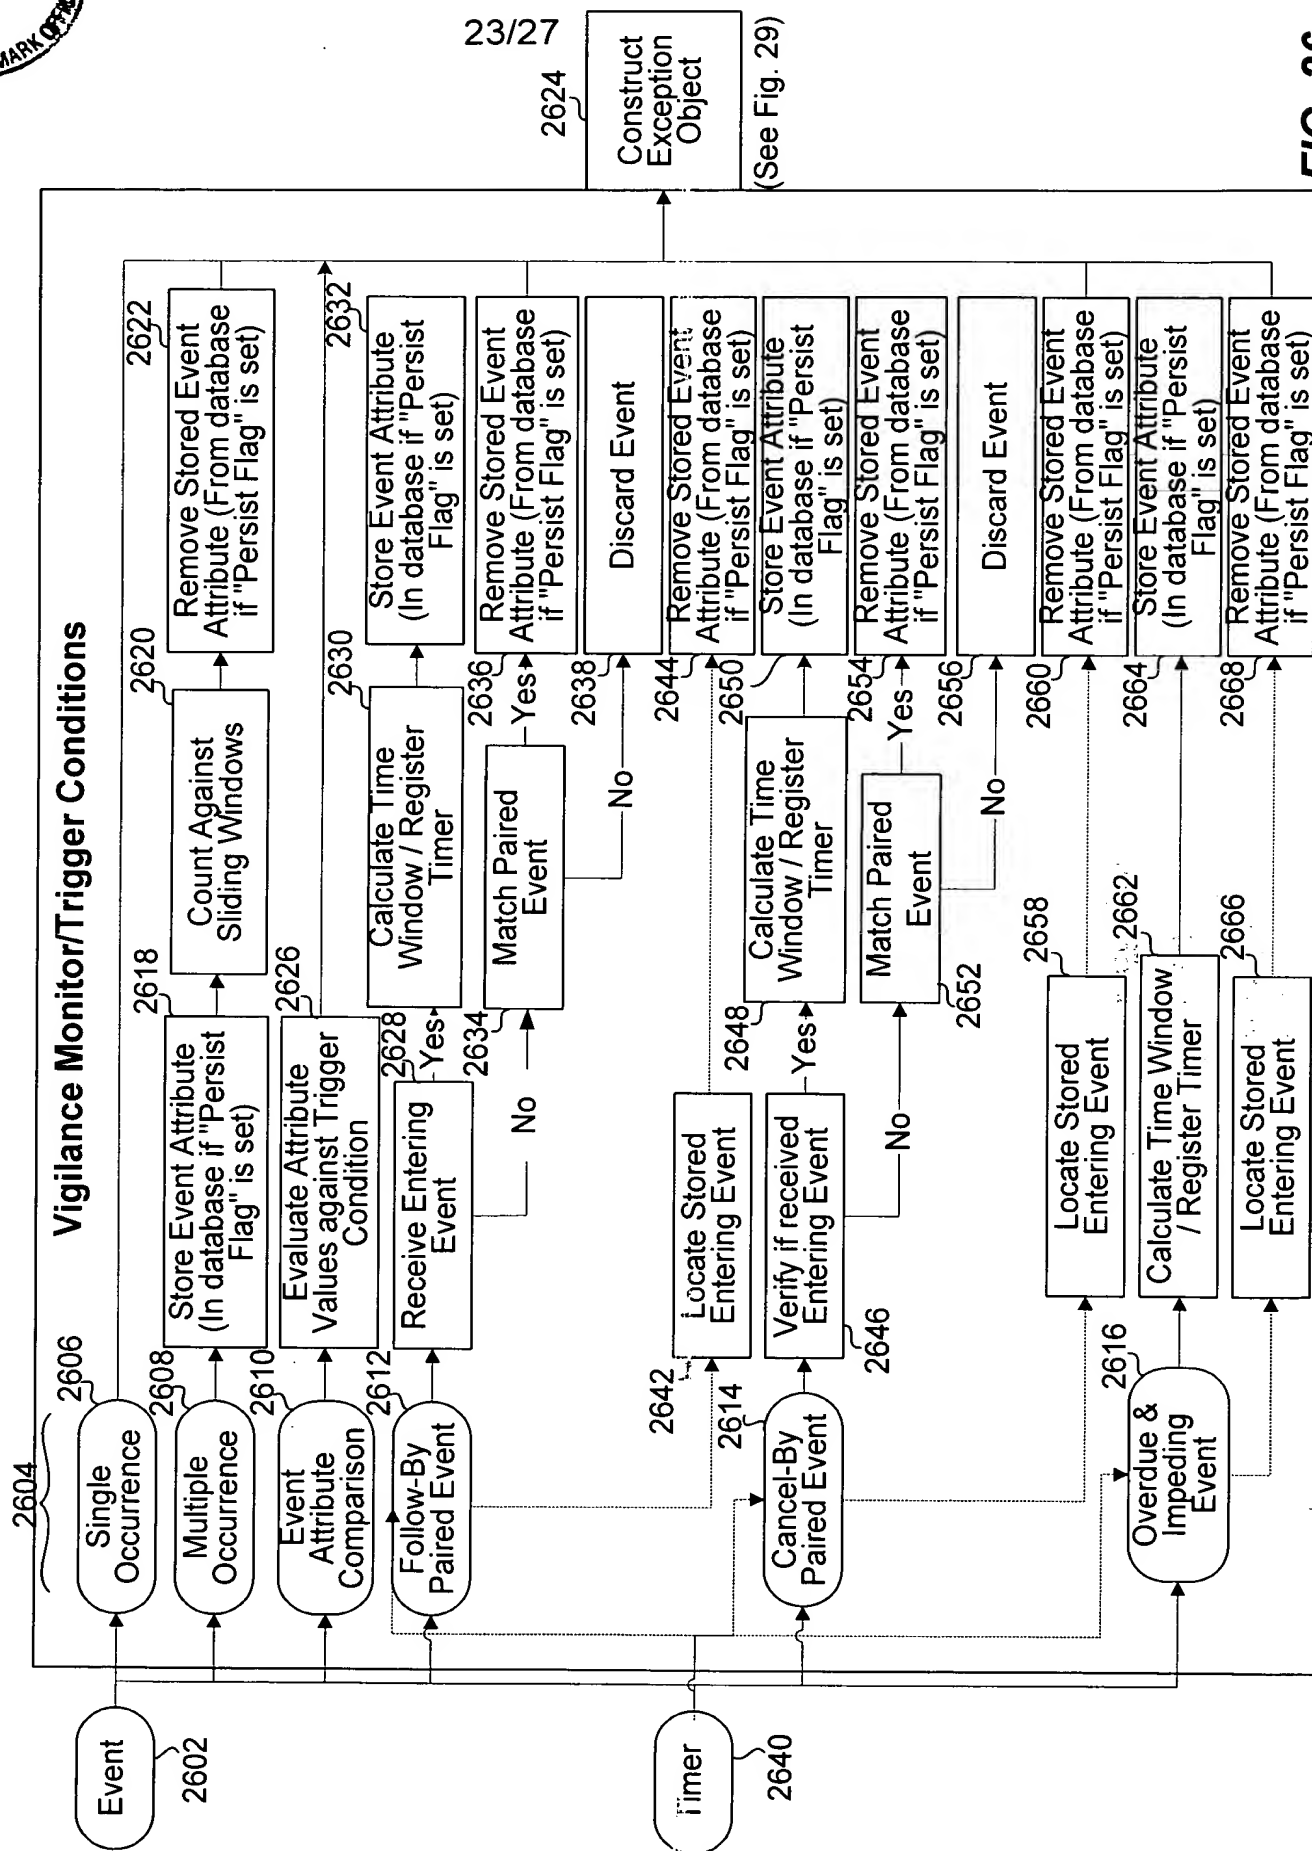 MARK OFFICE
23/27
Vigilance Monitor/Trigger Conditions
2604
Event
2602
Timer
2640
Single
Occurrence
2606
Multiple
Occurrence
2608
Store Event Attribute
(In database if "Persist
Flag" is set)
2618
Count Against
Sliding Windows
2620
Remove Stored Event
Attribute (From database
if "Persist Flag" is set)
2622
Construct
Exception
Object
2624
(See Fig. 29)
Event
Attribute
Comparison
2610
Evaluate Attribute
Values against Trigger
Condition
2626
Follow-By
Paired Event
2612
Receive Entering
Event
2628
Yes
Calculate Time
Window / Register
Timer
2630
Store Event Attribute
(In database if "Persist
Flag" is set)
2632
No
Match Paired
Event
2634
Yes
Remove Stored Event
Attribute (From database
if "Persist Flag" is set)
2636
No
Discard Event
2638
Locate Stored
Entering Event
2642
Remove Stored Event
Attribute (From database
if "Persist Flag" is set)
2644
Cancel-By
Paired Event
2614
Verify if received
Entering Event
2646
Yes
Calculate Time
Window / Register
Timer
2648
Store Event Attribute
(In database if "Persist
Flag" is set)
2650
No
Match Paired
Event
2652
Yes
Remove Stored Event
Attribute (From database
if "Persist Flag" is set)
2654
No
Discard Event
2656
Locate Stored
Entering Event
2658
Remove Stored Event
Attribute (From database
if "Persist Flag" is set)
2660
Overdue &
Impeding
Event
2616
Calculate Time Window
/ Register Timer
2662
Store Event Attribute
(In database if "Persist
Flag" is set)
2664
Locate Stored
Entering Event
2666
Remove Stored Event
Attribute (From database
if "Persist Flag" is set)
2668